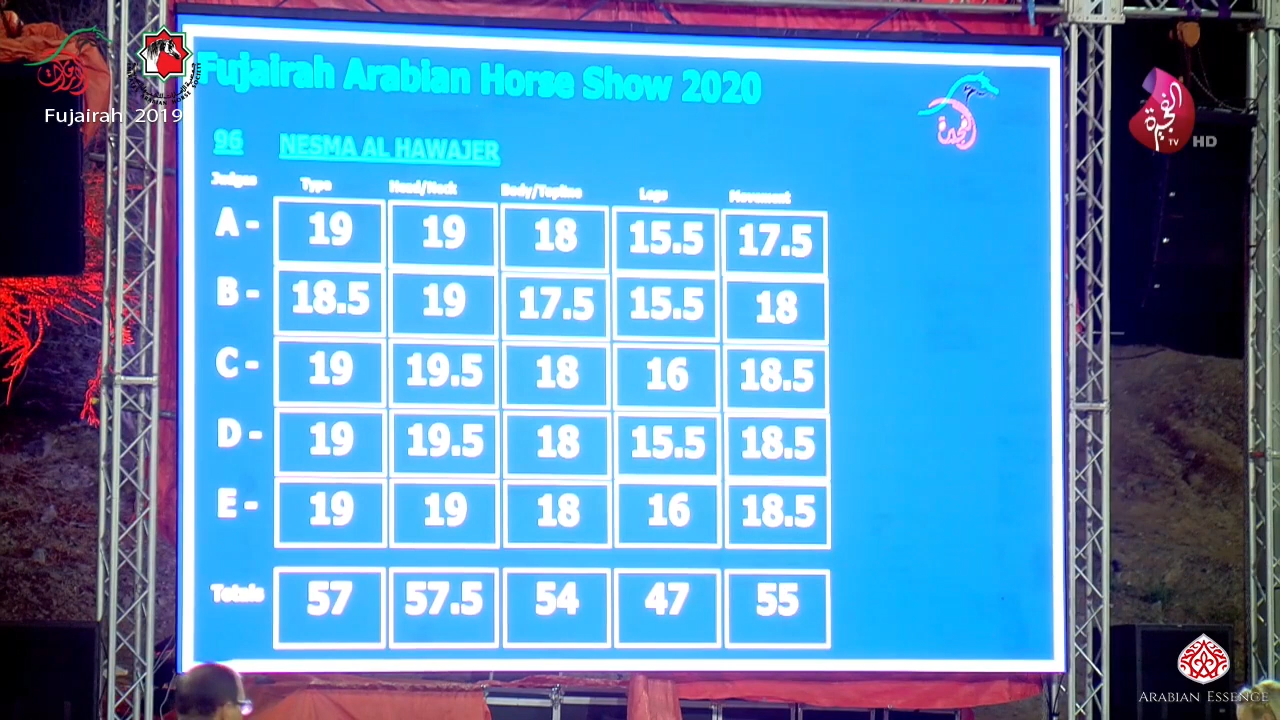 Fujairah Arabian Horse Show 2020
Fujairah 2019
الفجيرة
TV HD
96 NESMA AL HAWAJER
Judges Type Head/Neck Body/Topline Legs Movement
A - 19 19 18 15.5 17.5
B - 18.5 19 17.5 15.5 18
C - 19 19.5 18 16 18.5
D - 19 19.5 18 15.5 18.5
E - 19 19 18 16 18.5
Totals 57 57.5 54 47 55
ARABIAN ESSENCE